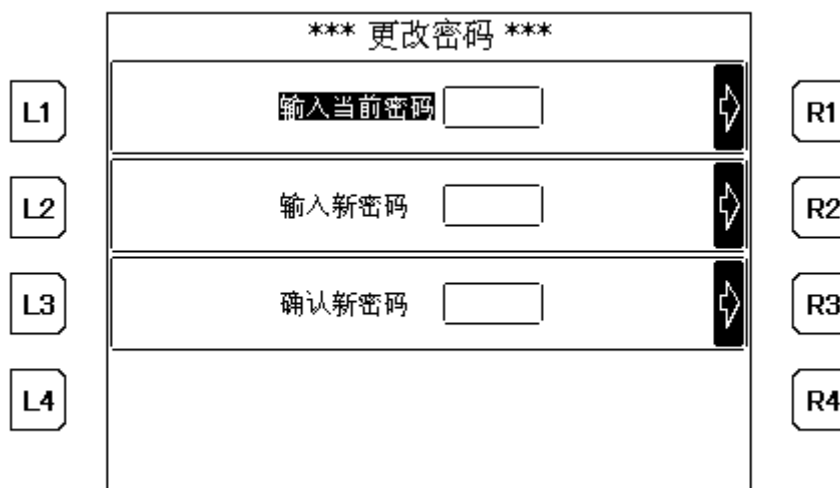 *** 更改密码 ***
L1 输入当前密码 R1
L2 输入新密码 R2
L3 确认新密码 R3
L4 R4